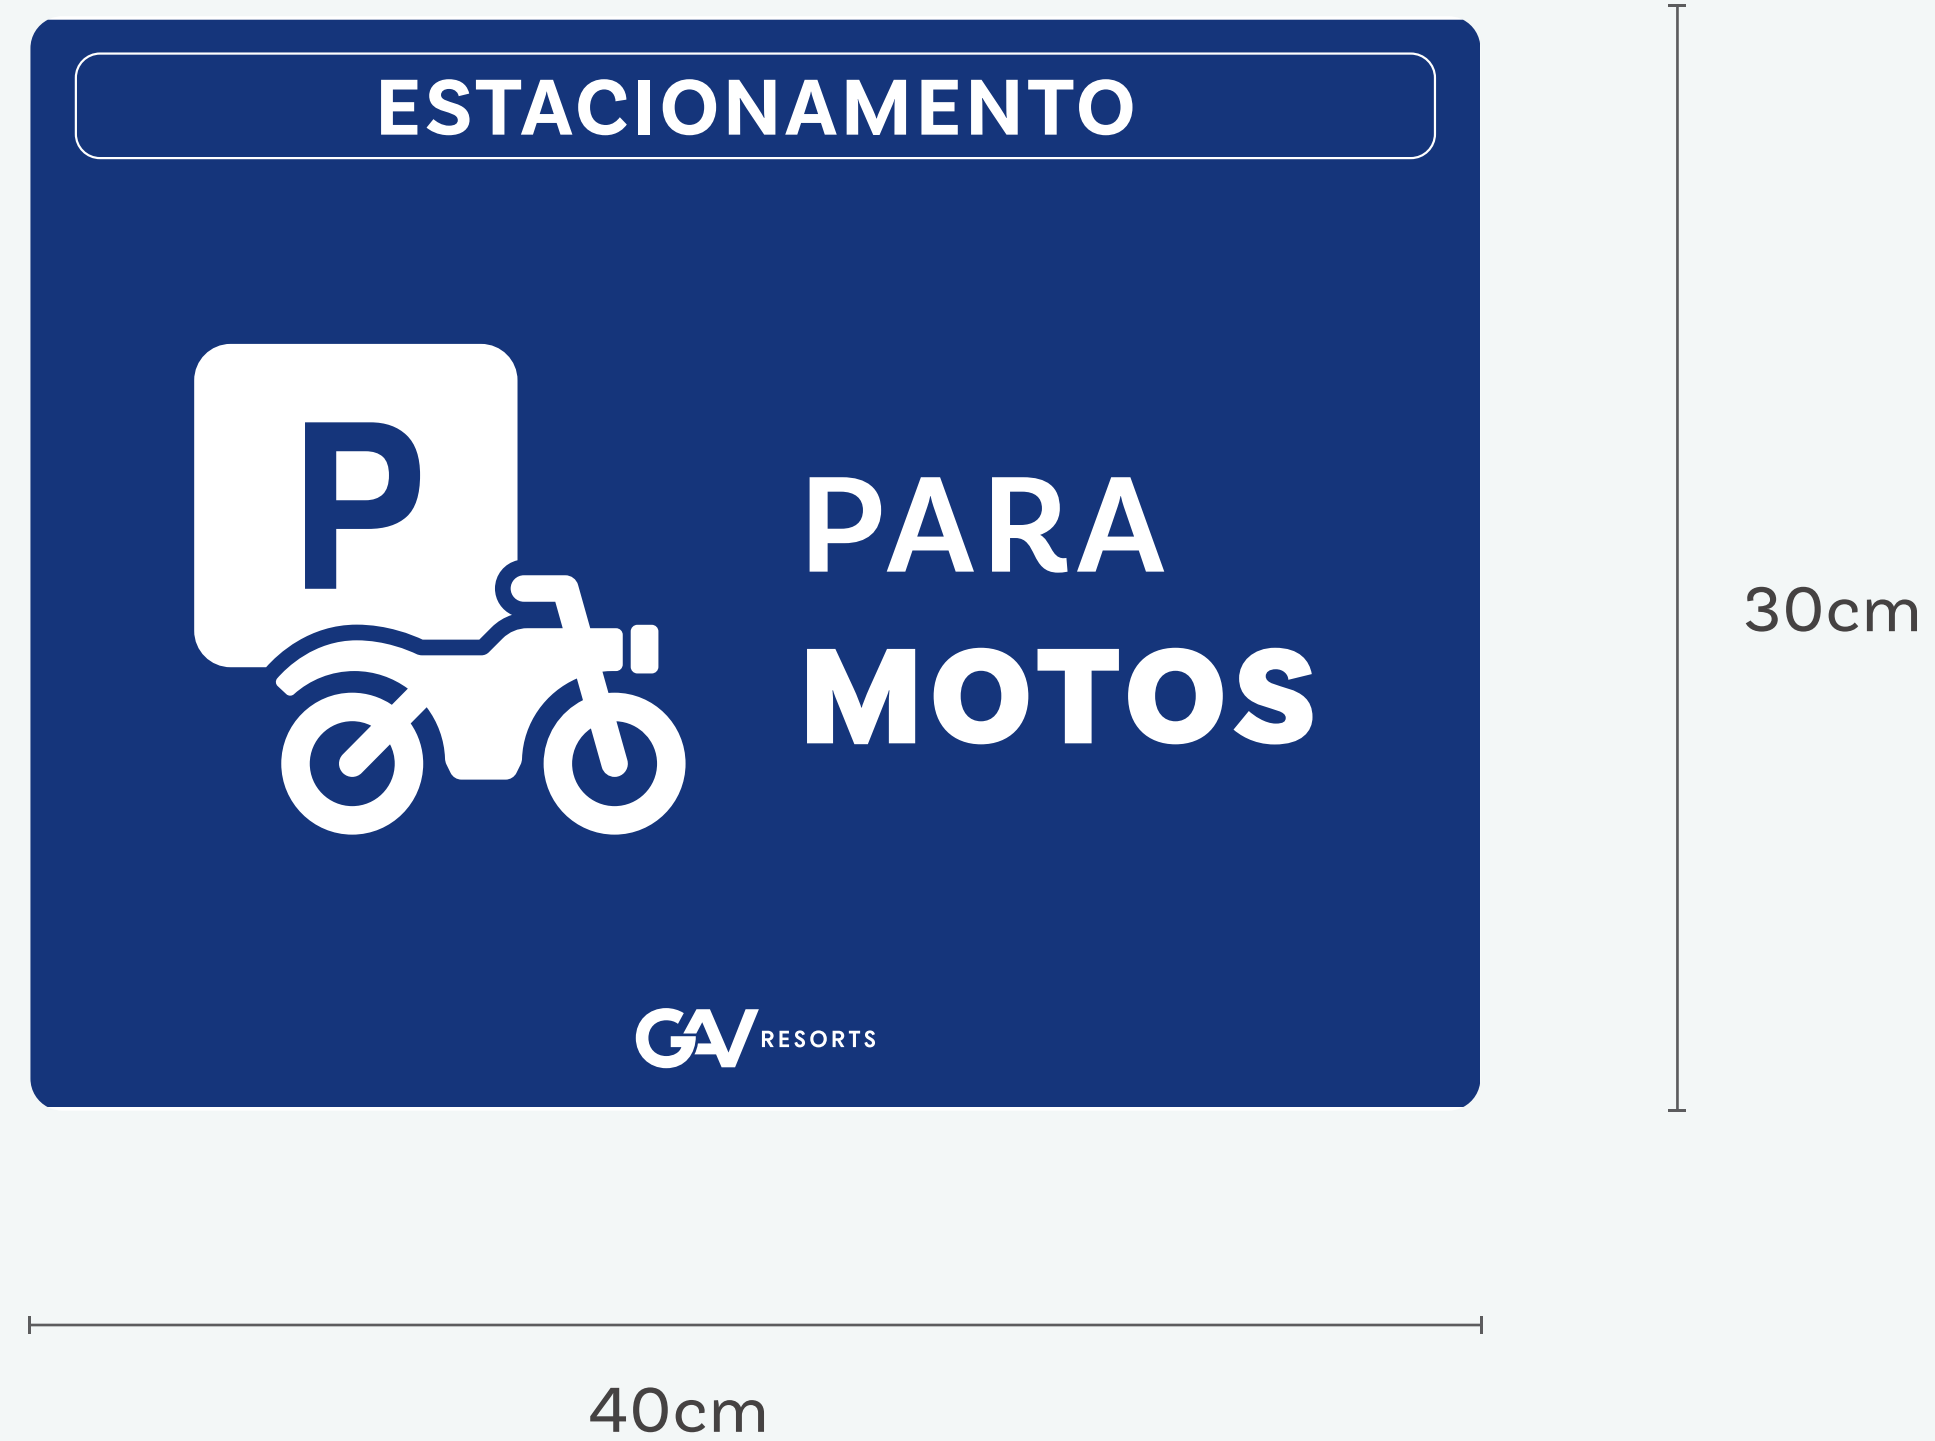 ESTACIONAMENTO
P
PARA
MOTOS
GAV RESORTS
30cm
40cm